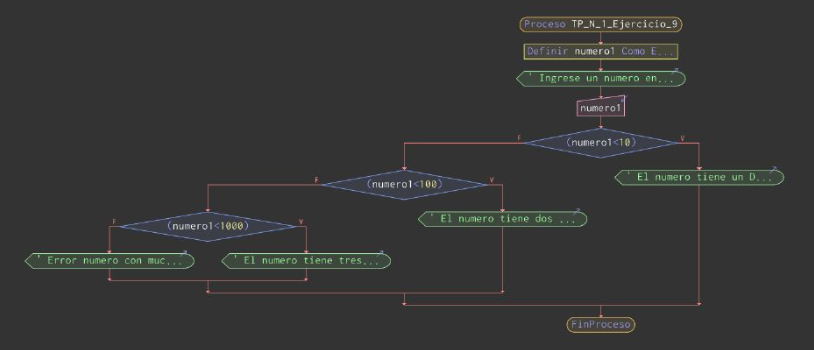 Proceso TP_N_1_Ejercicio_9
Definir numero1 Como E...
' Ingrese un numero en...
numero1
F (numero1<10) V
' El numero tiene un D...
F (numero1<100) V
' El numero tiene dos ...
F (numero1<1000) V
' Error numero con muc...
' El numero tiene tres...
FinProceso